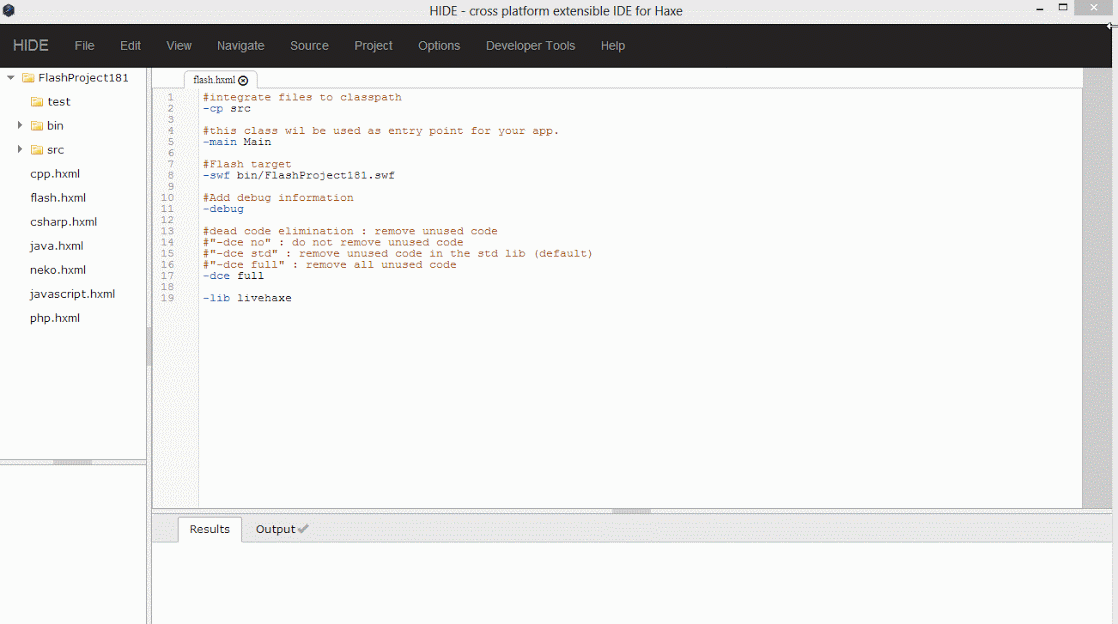 HIDE - cross platform extensible IDE for Haxe
HIDE File Edit View Navigate Source Project Options Developer Tools Help
FlashProject181
test
bin
src
cpp.hxml
flash.hxml
csharp.hxml
java.hxml
neko.hxml
javascript.hxml
php.hxml
flash.hxml
1 #integrate files to classpath
2 -cp src
3
4 #this class wil be used as entry point for your app.
5 -main Main
6
7 #Flash target
8 -swf bin/FlashProject181.swf
9
10 #Add debug information
11 -debug
12
13 #dead code elimination : remove unused code
14 #"-dce no" : do not remove unused code
15 #"-dce std" : remove unused code in the std lib (default)
16 #"-dce full" : remove all unused code
17 -dce full
18
19 -lib livehaxe
Results Output